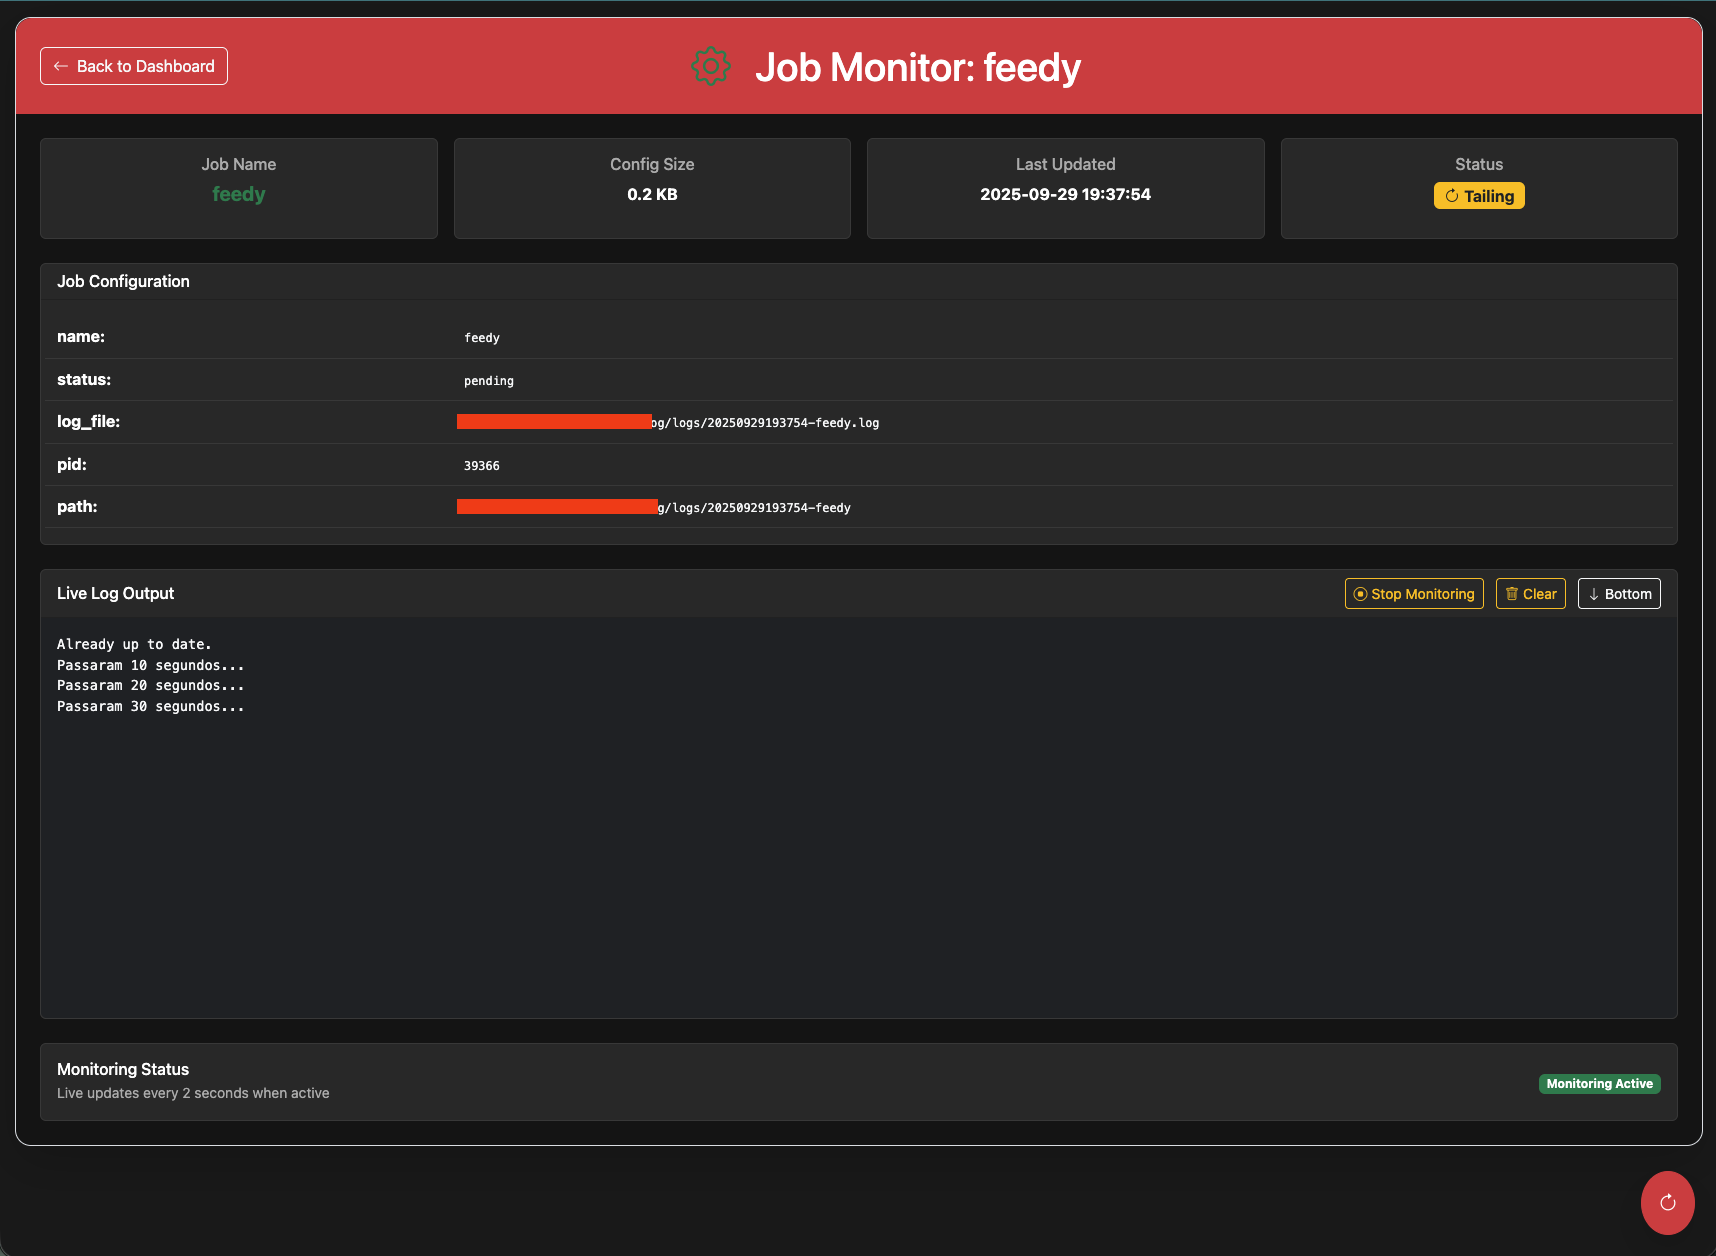 Back to Dashboard
Job Monitor: feedy
Job Name
feedy
Config Size
0.2 KB
Last Updated
2025-09-29 19:37:54
Status
Tailing
Job Configuration
name: feedy
status: pending
log_file: og/logs/20250929193754-feedy.log
pid: 39366
path: g/logs/20250929193754-feedy
Live Log Output
Stop Monitoring
Clear
Bottom
Already up to date.
Passaram 10 segundos...
Passaram 20 segundos...
Passaram 30 segundos...
Monitoring Status
Live updates every 2 seconds when active
Monitoring Active